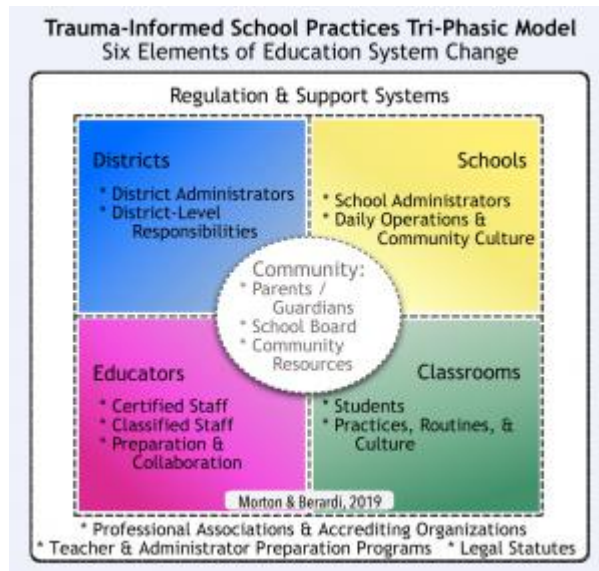 Trauma-Informed School Practices Tri-Phasic Model
Six Elements of Education System Change
Regulation & Support Systems
Districts
* District Administrators
* District-Level
Responsibilities
Schools
* School Administrators
* Daily Operations &
Community Culture
Community:
* Parents /
Guardians
* School Board
* Community
Resources
Educators
* Certified Staff
* Classified Staff
* Preparation &
Collaboration
Classrooms
* Students
* Practices, Routines, &
Culture
Morton & Berardi, 2019
* Professional Associations & Accrediting Organizations
* Teacher & Administrator Preparation Programs * Legal Statutes